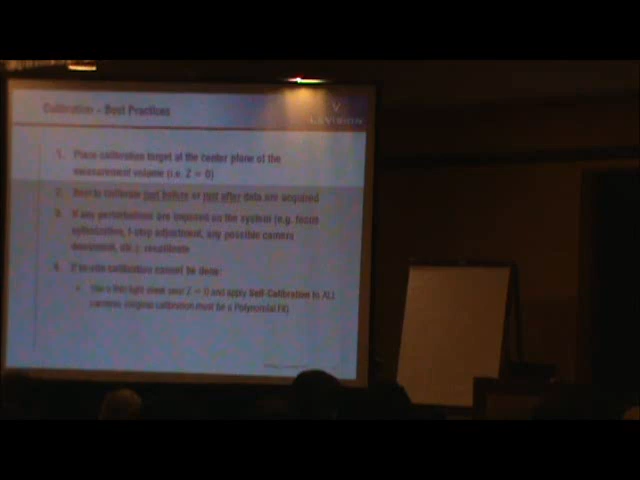 Calibration – Best Practices
LAVISION
1. Place calibration target at the center plane of the
measurement volume (i.e. Z = 0)
2. Best to calibrate just before or just after data are acquired
3. If any perturbations are imposed on the system (e.g. focus
optimization, f-stop adjustment, any possible camera
movement, etc.): recalibrate
4. If in-situ calibration cannot be done:
Use a thin light sheet near Z = 0 and apply Self-Calibration to ALL
cameras (original calibration must be a Polynomial Fit)